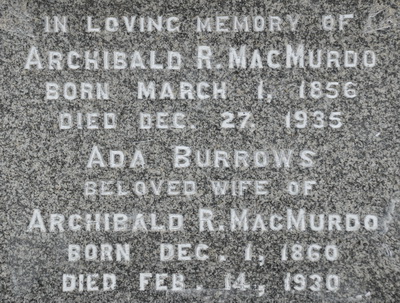 IN LOVING MEMORY OF
ARCHIBALD R. MACMURDO
BORN MARCH 1, 1856
DIED DEC. 27. 1935
ADA BURROWS
BELOVED WIFE OF
ARCHIBALD R. MACMURDO
BORN DEC. 1, 1860
DIED FEB. 14, 1930